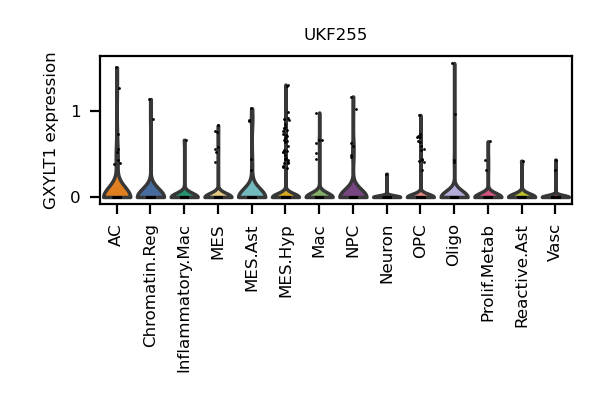 UKF255
GXYLT1 expression
1
0
AC
Chromatin.Reg
Inflammatory.Mac
MES
MES.Ast
MES.Hyp
Mac
NPC
Neuron
OPC
Oligo
Prolif.Metab
Reactive.Ast
Vasc